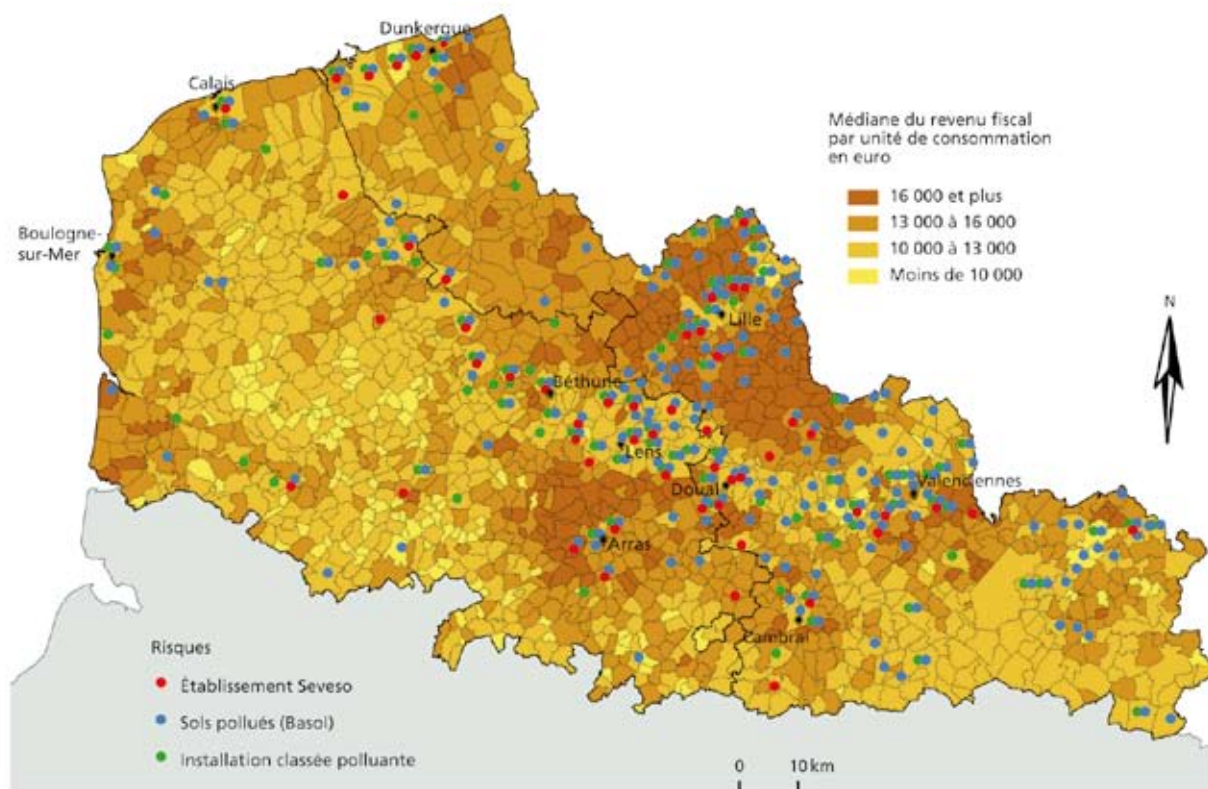 Dunkerque
Calais
Boulogne-
sur-Mer
Lille
Béthune
Lens
Douai
Valenciennes
Arras
Cambrai
Médiane du revenu fiscal
par unité de consommation
en euro
16 000 et plus
13 000 à 16 000
10 000 à 13 000
Moins de 10 000
N
Risques
Établissement Seveso
Sols pollués (Basol)
Installation classée polluante
0 10 km